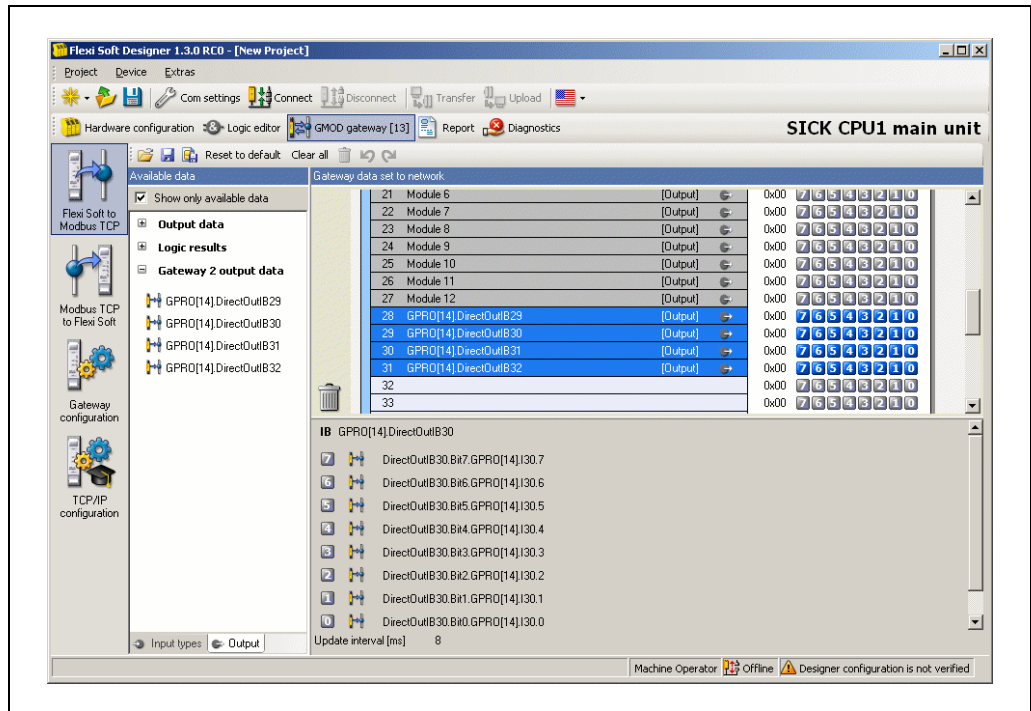 Flexi Soft Designer 1.3.0 RC0 - [New Project]
Project Device Extras
Com settings Connect Disconnect Transfer Upload
Hardware configuration Logic editor GMOD gateway [13] Report Diagnostics SICK CPU1 main unit
Reset to default Clear all
Flexi Soft to
Modbus TCP
Modbus TCP
to Flexi Soft
Gateway
configuration
TCP/IP
configuration
Available data
Show only available data
Output data
Logic results
Gateway 2 output data
GPRO[14].DirectOutIB29
GPRO[14].DirectOutIB30
GPRO[14].DirectOutIB31
GPRO[14].DirectOutIB32
Input types Output
Gateway data set to network
21 Module 6 [Output] 0x00 7 6 5 4 3 2 1 0
22 Module 7 [Output] 0x00 7 6 5 4 3 2 1 0
23 Module 8 [Output] 0x00 7 6 5 4 3 2 1 0
24 Module 9 [Output] 0x00 7 6 5 4 3 2 1 0
25 Module 10 [Output] 0x00 7 6 5 4 3 2 1 0
26 Module 11 [Output] 0x00 7 6 5 4 3 2 1 0
27 Module 12 [Output] 0x00 7 6 5 4 3 2 1 0
28 GPRO[14].DirectOutIB29 [Output] 0x00 7 6 5 4 3 2 1 0
29 GPRO[14].DirectOutIB30 [Output] 0x00 7 6 5 4 3 2 1 0
30 GPRO[14].DirectOutIB31 [Output] 0x00 7 6 5 4 3 2 1 0
31 GPRO[14].DirectOutIB32 [Output] 0x00 7 6 5 4 3 2 1 0
32 0x00 7 6 5 4 3 2 1 0
33 0x00 7 6 5 4 3 2 1 0
IB GPRO[14].DirectOutIB30
7 DirectOutIB30.Bit7.GPRO[14].I30.7
6 DirectOutIB30.Bit6.GPRO[14].I30.6
5 DirectOutIB30.Bit5.GPRO[14].I30.5
4 DirectOutIB30.Bit4.GPRO[14].I30.4
3 DirectOutIB30.Bit3.GPRO[14].I30.3
2 DirectOutIB30.Bit2.GPRO[14].I30.2
1 DirectOutIB30.Bit1.GPRO[14].I30.1
0 DirectOutIB30.Bit0.GPRO[14].I30.0
Update interval [ms] 8
Machine Operator Offline Designer configuration is not verified